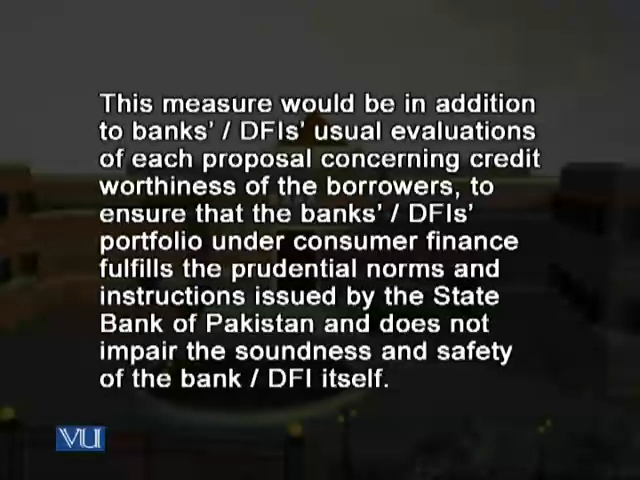 This measure would be in addition
to banks' / DFIs' usual evaluations
of each proposal concerning credit
worthiness of the borrowers, to
ensure that the banks' / DFIs'
portfolio under consumer finance
fulfills the prudential norms and
instructions issued by the State
Bank of Pakistan and does not
impair the soundness and safety
of the bank / DFI itself.
VU